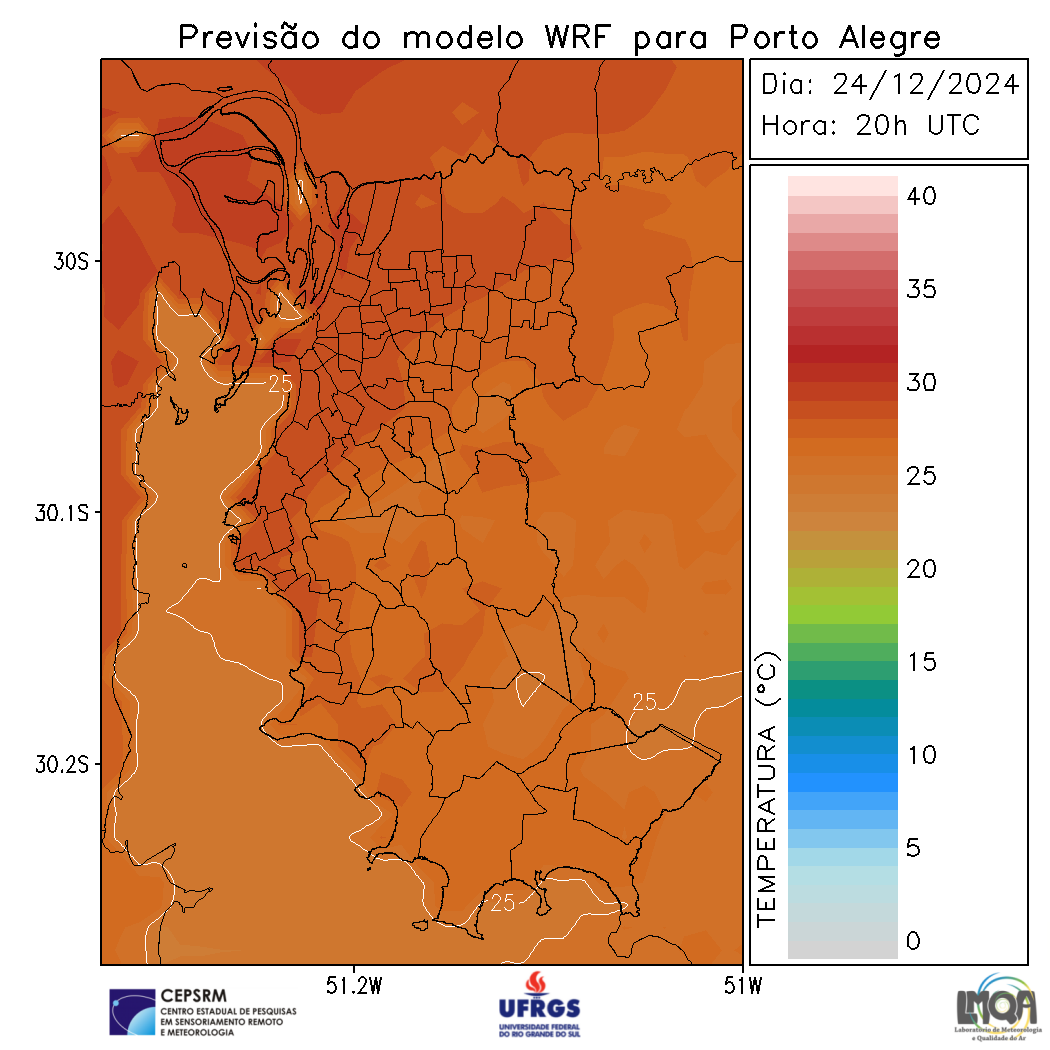 Previsão do modelo WRF para Porto Alegre
Dia: 24/12/2024
Hora: 20h UTC
40
35
30
25
20
15
10
5
0
TEMPERATURA (°C)
30S
30.1S
30.2S
51.2W
51W
25
25
25
CEPSRM
CENTRO ESTADUAL DE PESQUISAS
EM SENSORIAMENTO REMOTO
E METEOROLOGIA
UFRGS
UNIVERSIDADE FEDERAL
DO RIO GRANDE DO SUL
LMQA
Laboratório de Meteorologia
e Qualidade do Ar